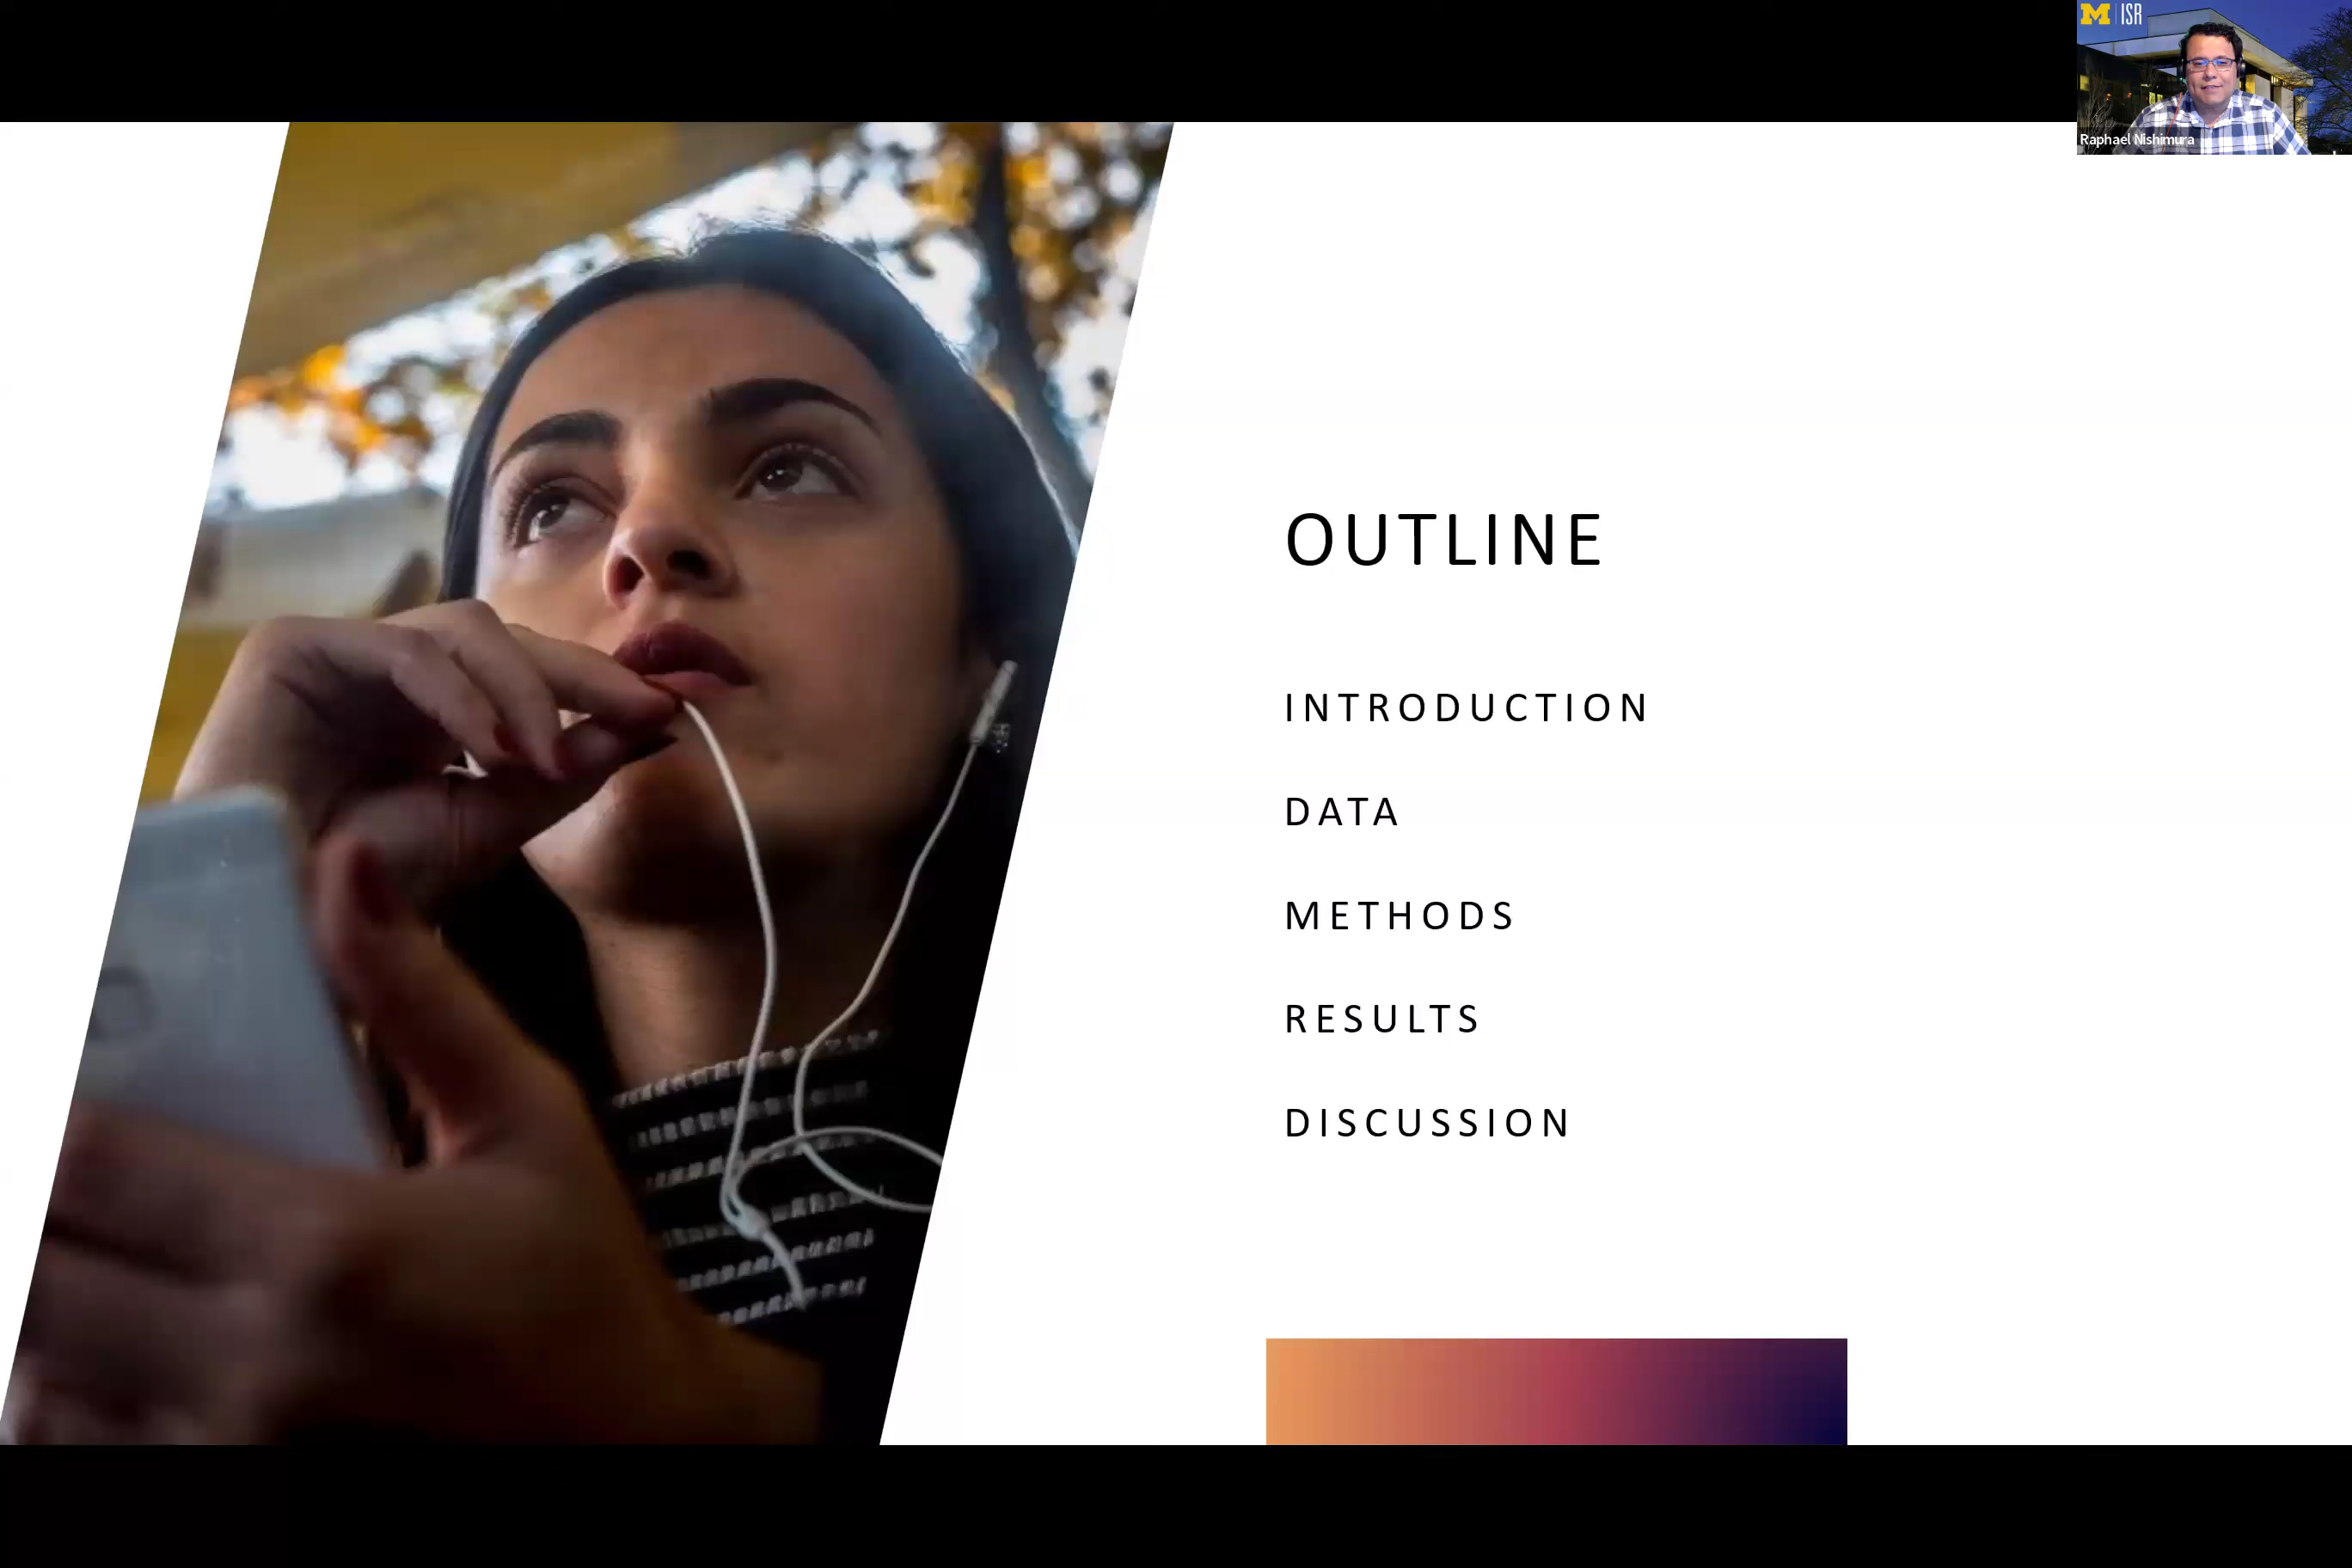 M | ISR
Raphael Nishimura
OUTLINE
INTRODUCTION
DATA
METHODS
RESULTS
DISCUSSION